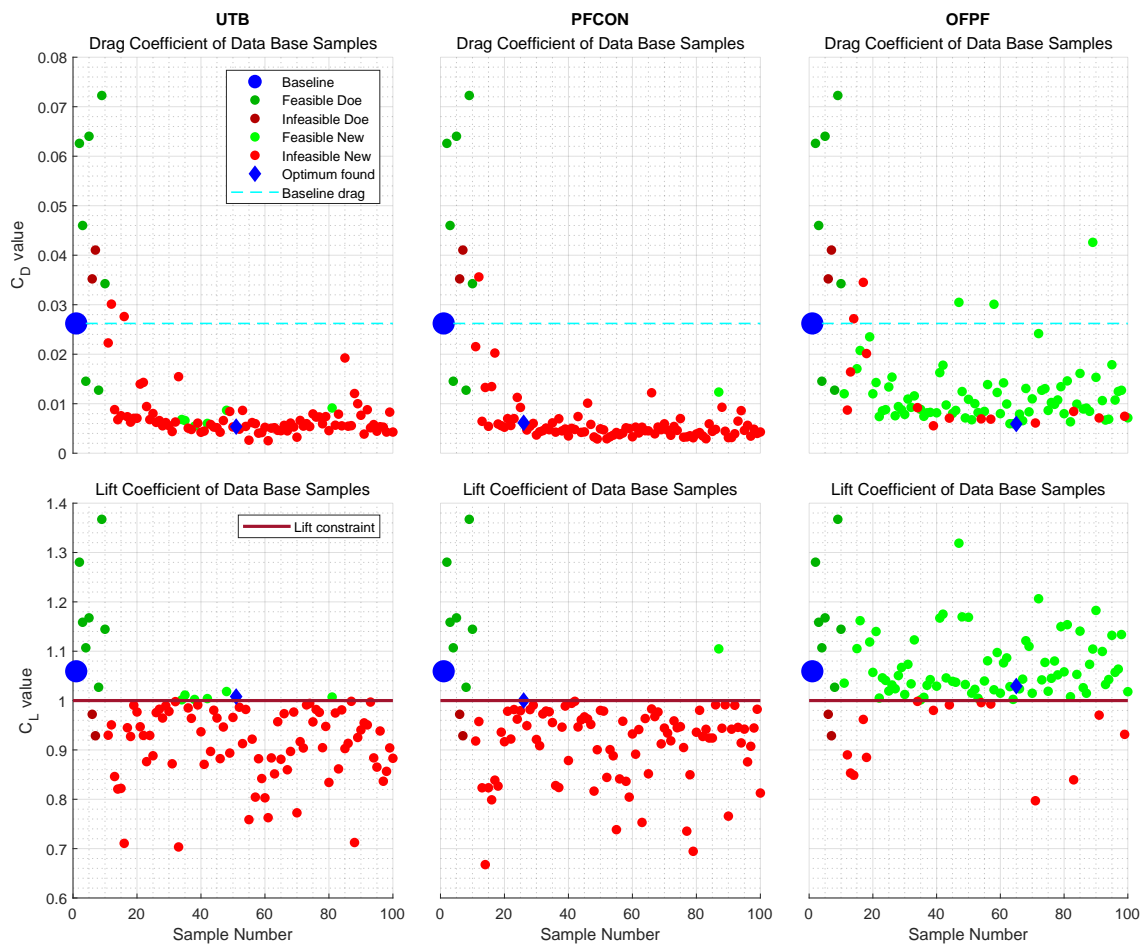 UTB PFCON OFPF
Drag Coefficient of Data Base Samples Drag Coefficient of Data Base Samples Drag Coefficient of Data Base Samples
0.08
0.07
0.06
0.05
0.04
0.03
0.02
0.01
0
C_D value
Baseline
Feasible Doe
Infeasible Doe
Feasible New
Infeasible New
Optimum found
Baseline drag
Lift Coefficient of Data Base Samples Lift Coefficient of Data Base Samples Lift Coefficient of Data Base Samples
1.4
1.3
1.2
1.1
1
0.9
0.8
0.7
0.6
C_L value
Lift constraint
0 20 40 60 80 100 0 20 40 60 80 100 0 20 40 60 80 100
Sample Number Sample Number Sample Number